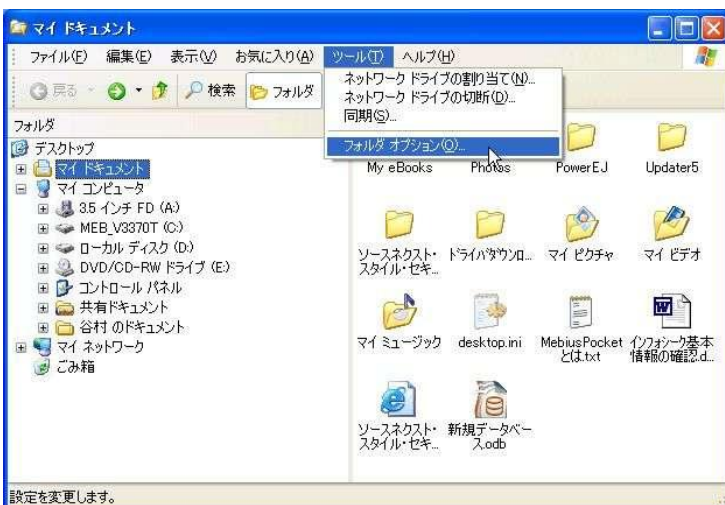 マイ ドキュメント
ファイル(F) 編集(E) 表示(V) お気に入り(A) ツール(T) ヘルプ(H)
戻る 検索 フォルダ
ネットワーク ドライブの割り当て(N)...
ネットワーク ドライブの切断(D)...
同期(S)...
フォルダ オプション(O)...
フォルダ
デスクトップ
マイ ドキュメント
マイ コンピュータ
3.5 インチ FD (A:)
MEB_V3370T (C:)
ローカル ディスク (D:)
DVD/CD-RW ドライブ (E:)
コントロール パネル
共有ドキュメント
谷村 のドキュメント
マイ ネットワーク
ごみ箱
My eBooks
Photos
PowerEJ
Updater5
ソースネクスト・
スタイル・セキ...
ドライバダウンロ...
マイ ピクチャ
マイ ビデオ
マイ ミュージック
desktop.ini
MebiusPocket
とは.txt
インフォシーク基本
情報の確認.d...
ソースネクスト・
スタイル・セキ...
新規データベー
ス.odb
設定を変更します。